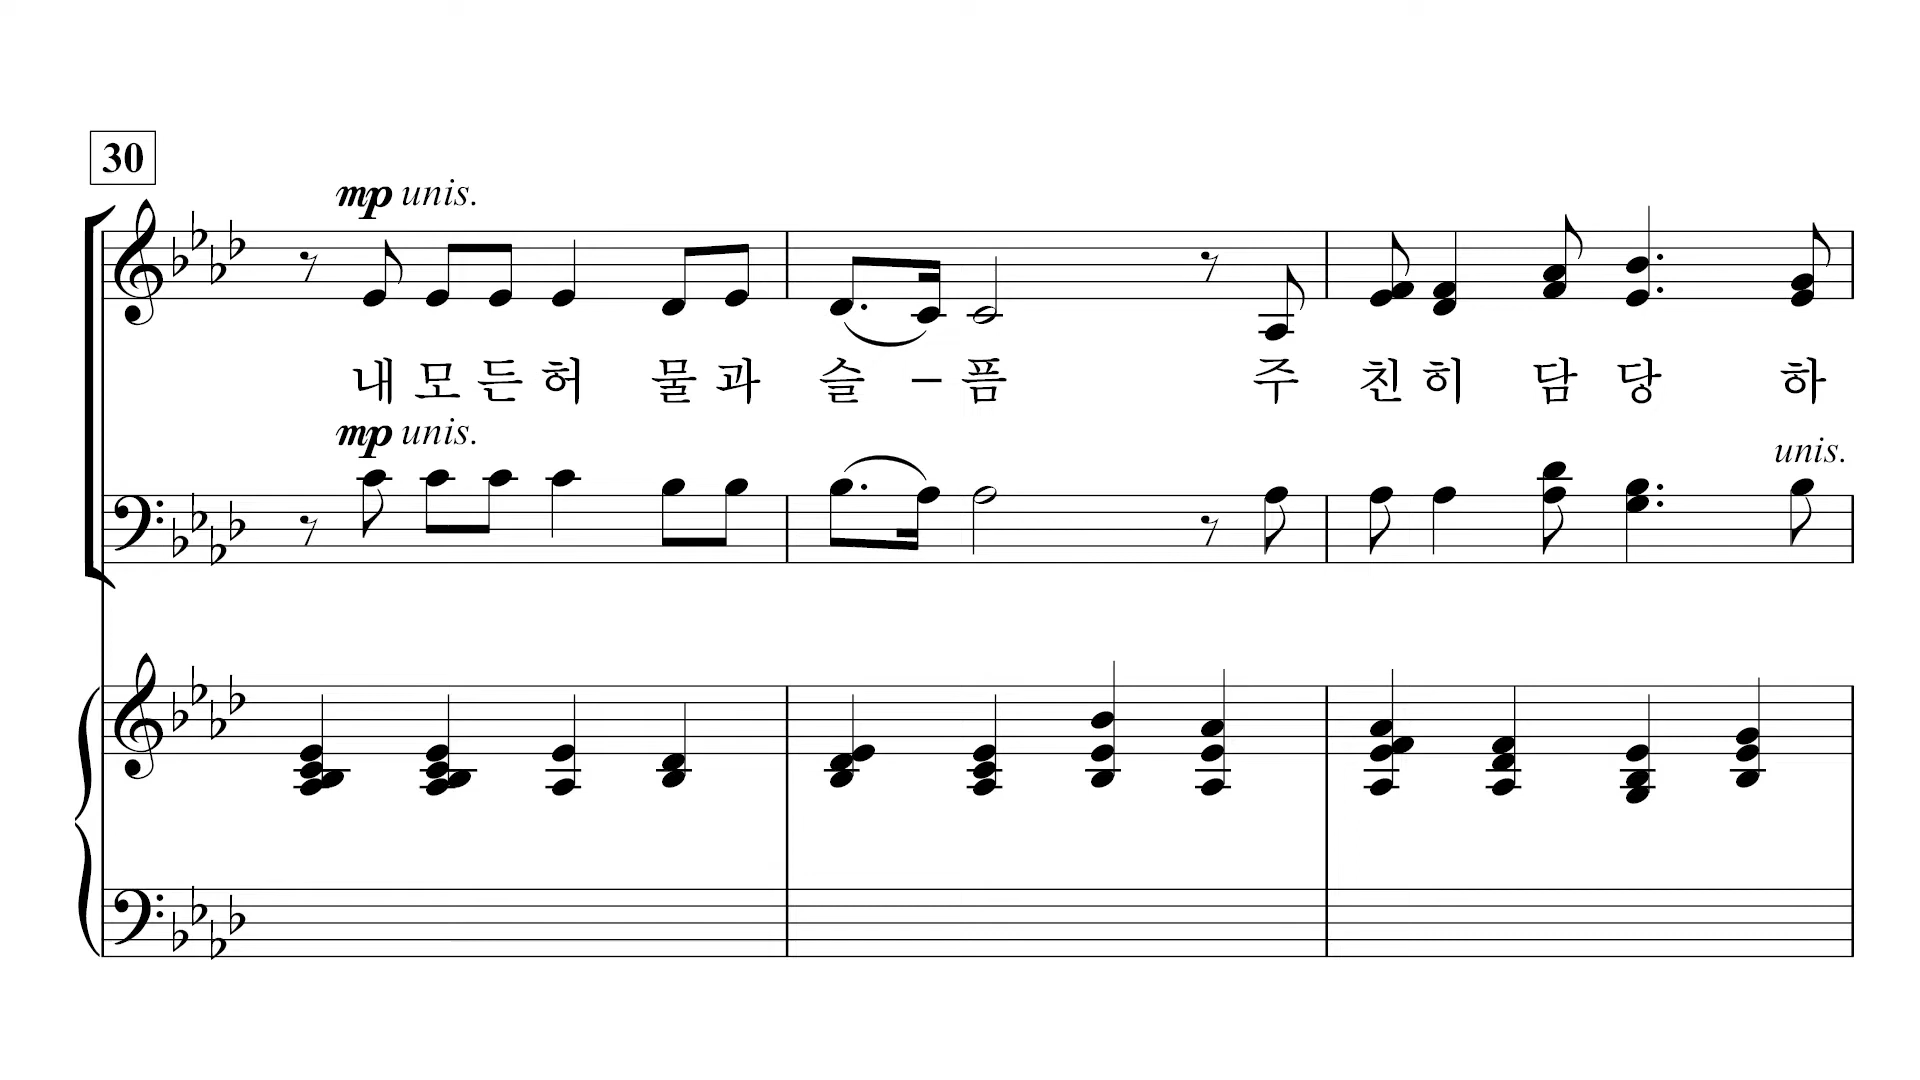 30
mp unis.
내 모 든 허 물 과 슬 – 픔 주 친 히 담 당 하
mp unis.
unis.